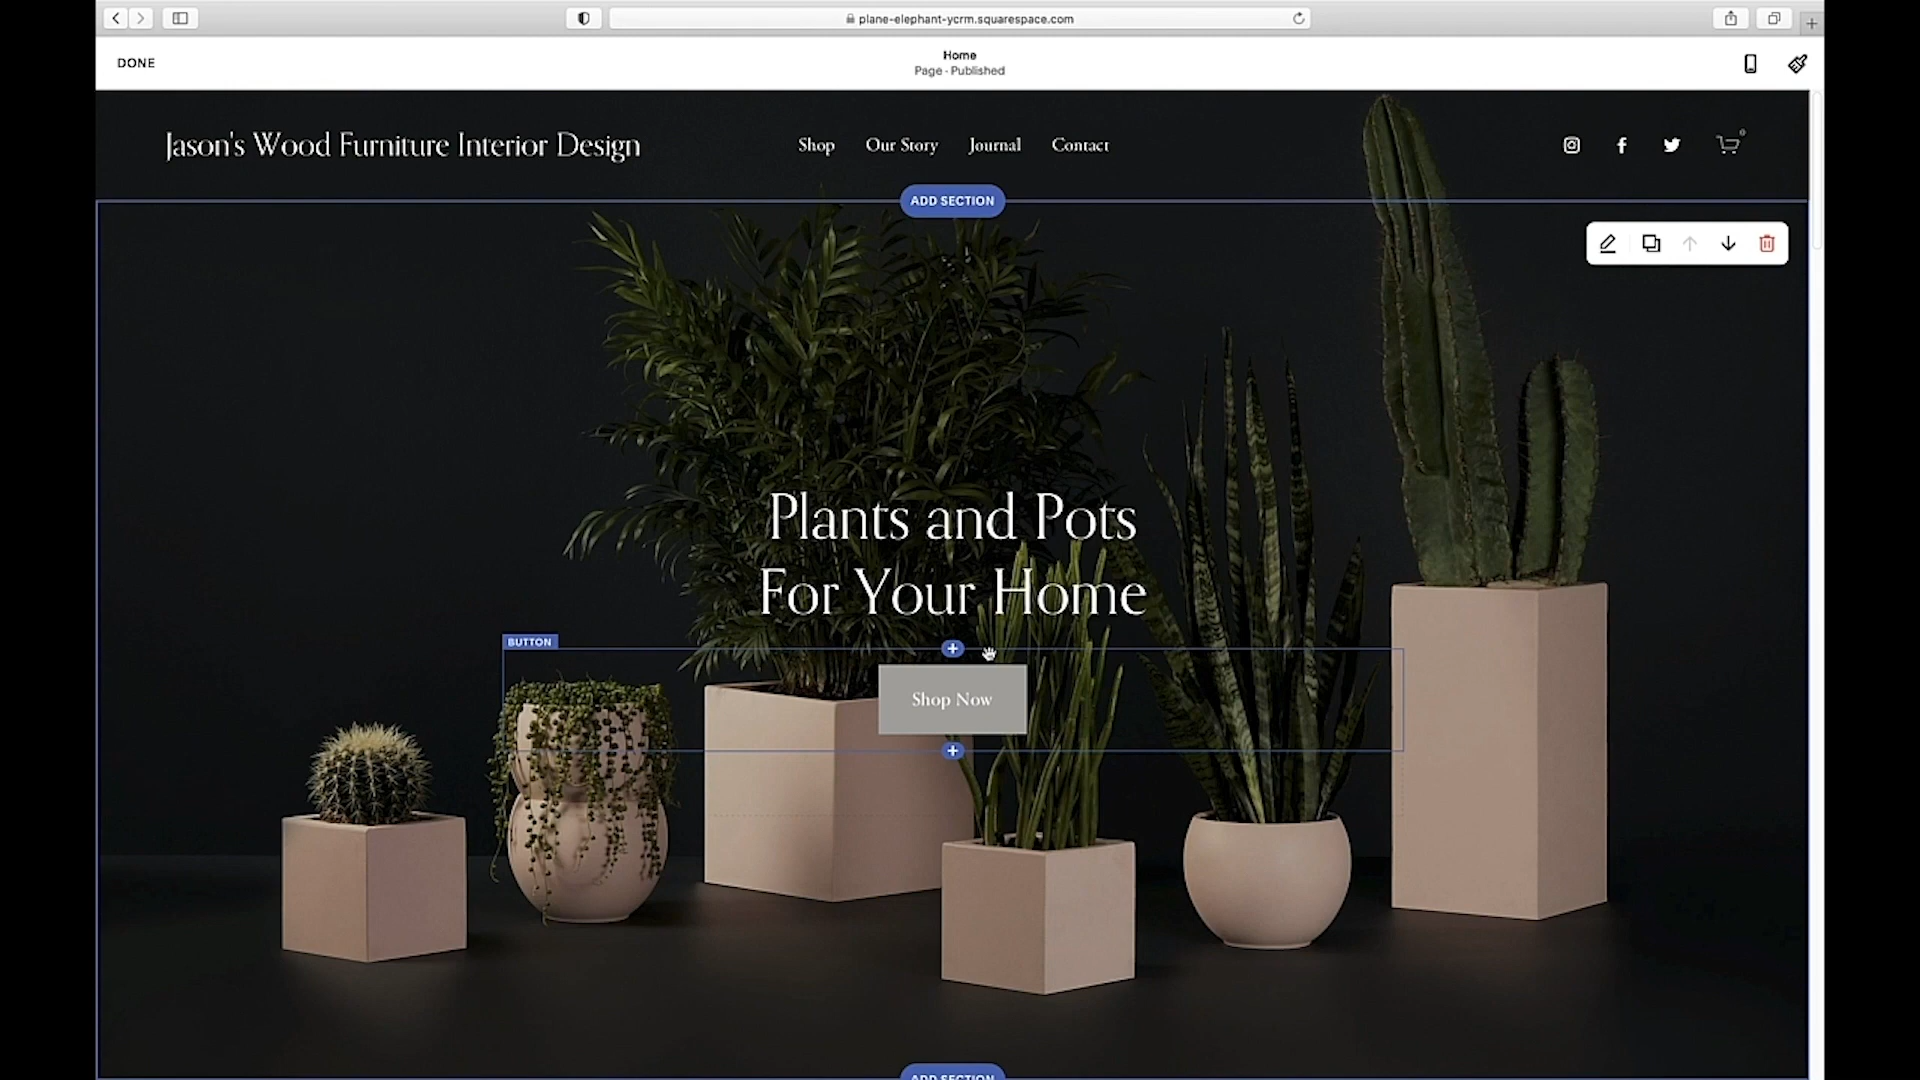 plane-elephant-ycrm.squarespace.com
DONE
Home
Page · Published
Jason's Wood Furniture Interior Design
Shop
Our Story
Journal
Contact
0
ADD SECTION
Plants and Pots
For Your Home
BUTTON
Shop Now
ADD SECTION